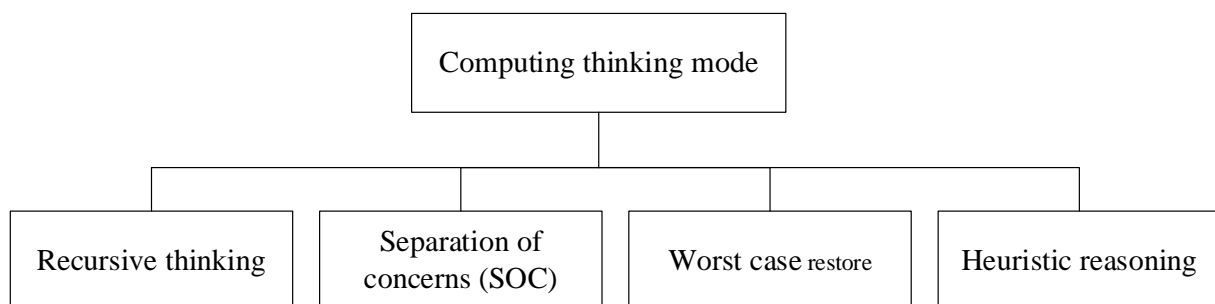 Computing thinking mode
Recursive thinking
Separation of
concerns (SOC)
Worst case restore
Heuristic reasoning